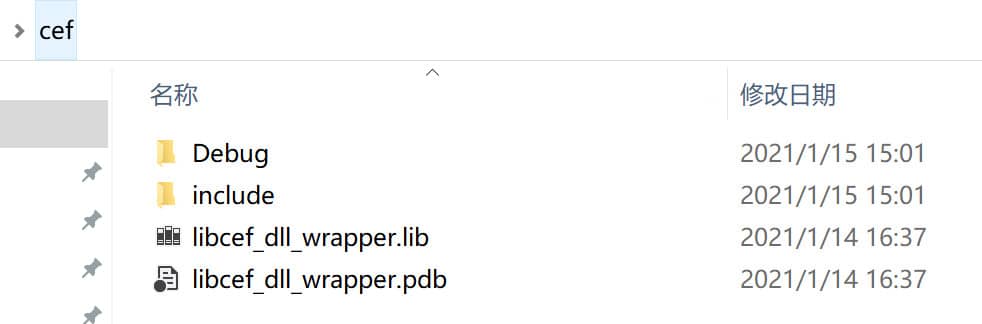 cef
名称 修改日期
Debug 2021/1/15 15:01
include 2021/1/15 15:01
libcef_dll_wrapper.lib 2021/1/14 16:37
libcef_dll_wrapper.pdb 2021/1/14 16:37